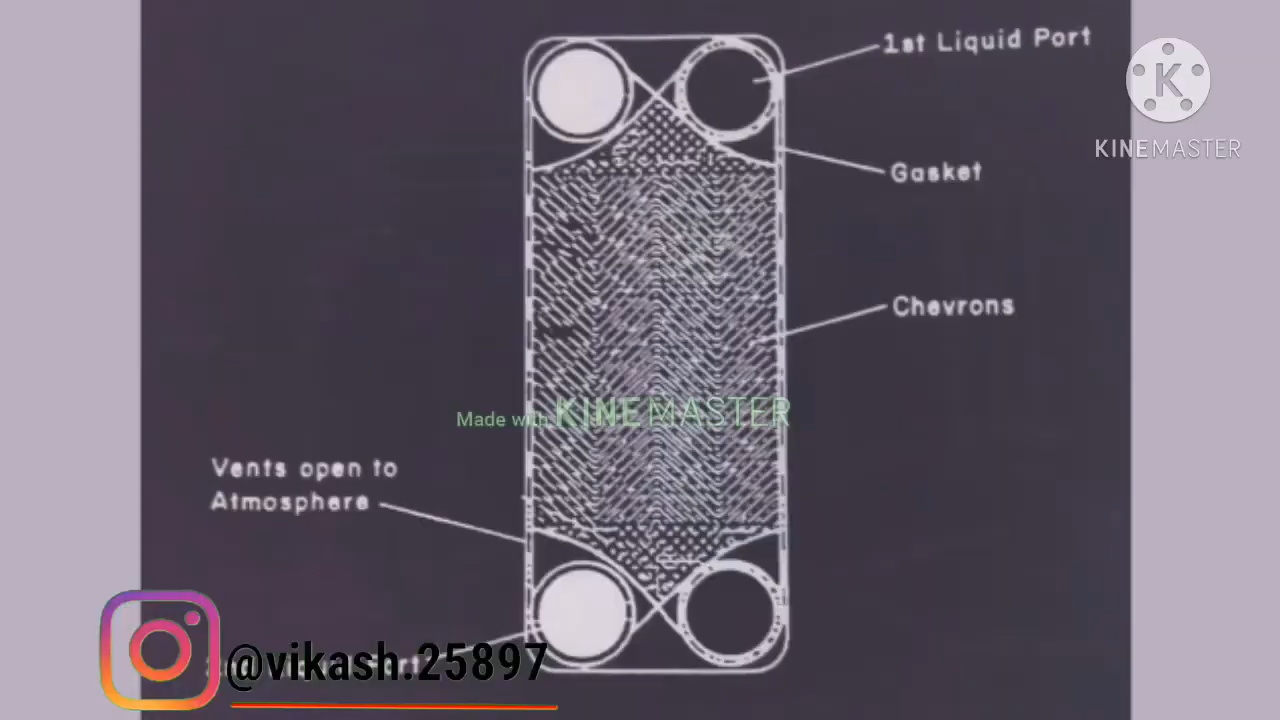 1st Liquid Port
KINEMASTER
Gasket
Chevrons
Made with KINEMASTER
Vents open to
Atmosphere
@vikash.25897